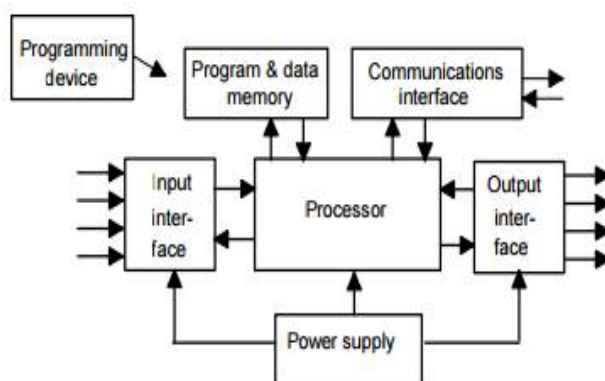 Programming
device
Program & data
memory
Communications
interface
Input
inter-
face
Processor
Output
inter-
face
Power supply